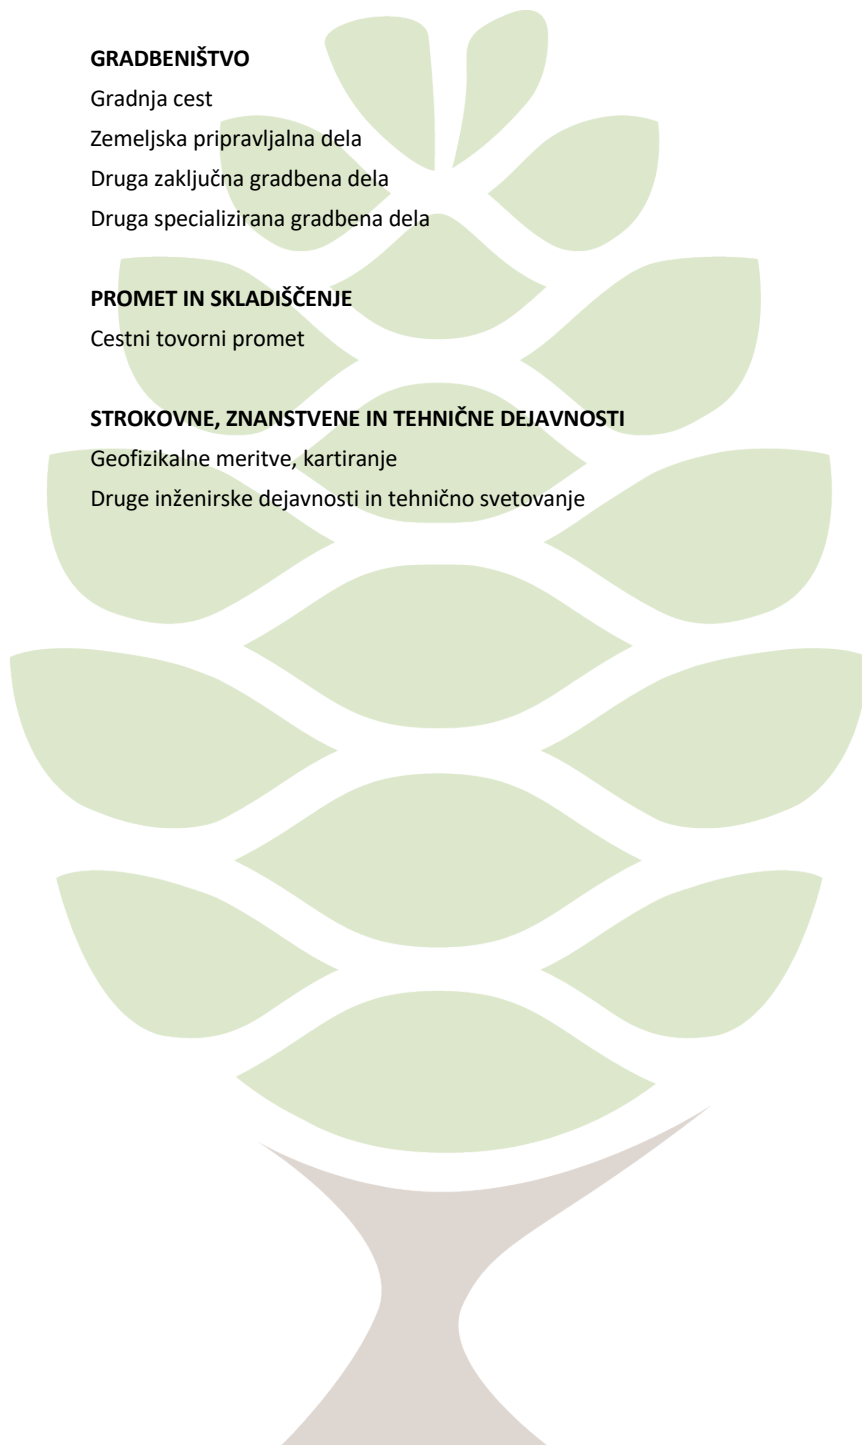 GRADBENIŠTVO
Gradnja cest
Zemeljska pripravljalna dela
Druga zaključna gradbena dela
Druga specializirana gradbena dela
PROMET IN SKLADIŠČENJE
Cestni tovorni promet
STROKOVNE, ZNANSTVENE IN TEHNIČNE DEJAVNOSTI
Geofizikalne meritve, kartiranje
Druge inženirske dejavnosti in tehnično svetovanje